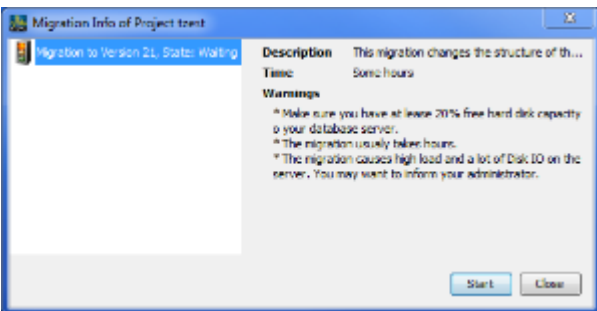 Migration Info of Project tzent
Migration to Version 21, State: Waiting
Description This migration changes the structure of th...
Time Some hours
Warnings
* Make sure you have at lease 20% free hard disk capacity
o your database server.
* The migration usualy takes hours.
* The migration causes high load and a lot of Disk IO on the
server. You may want to inform your administrator.
Start Close